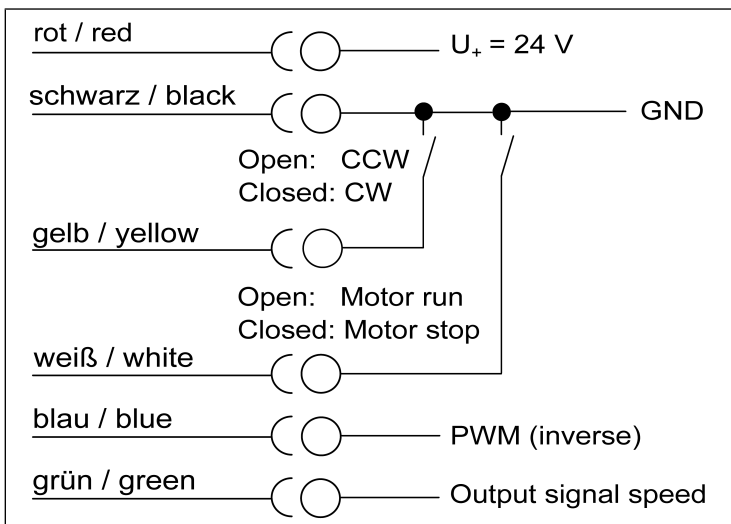 rot / red
U₊ = 24 V
schwarz / black
GND
Open: CCW
Closed: CW
gelb / yellow
Open: Motor run
Closed: Motor stop
weiß / white
blau / blue
PWM (inverse)
grün / green
Output signal speed